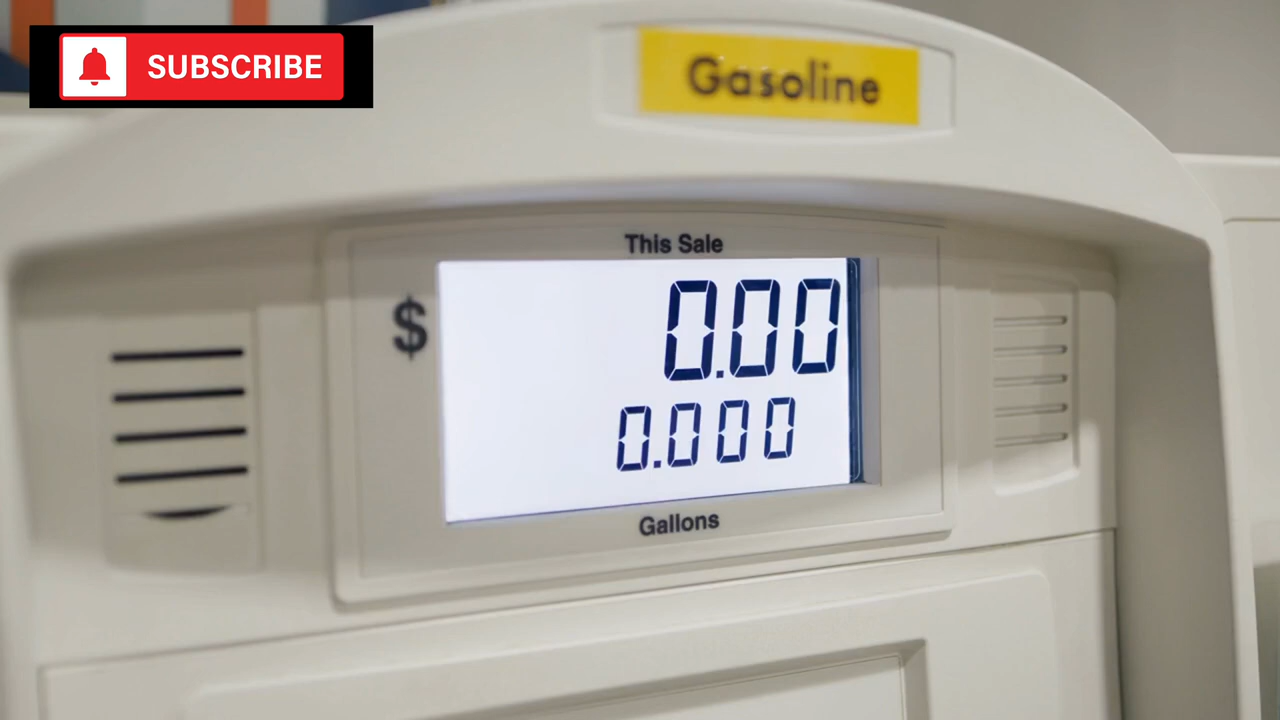 SUBSCRIBE
Gasoline
This Sale
$
0.00
0.000
Gallons